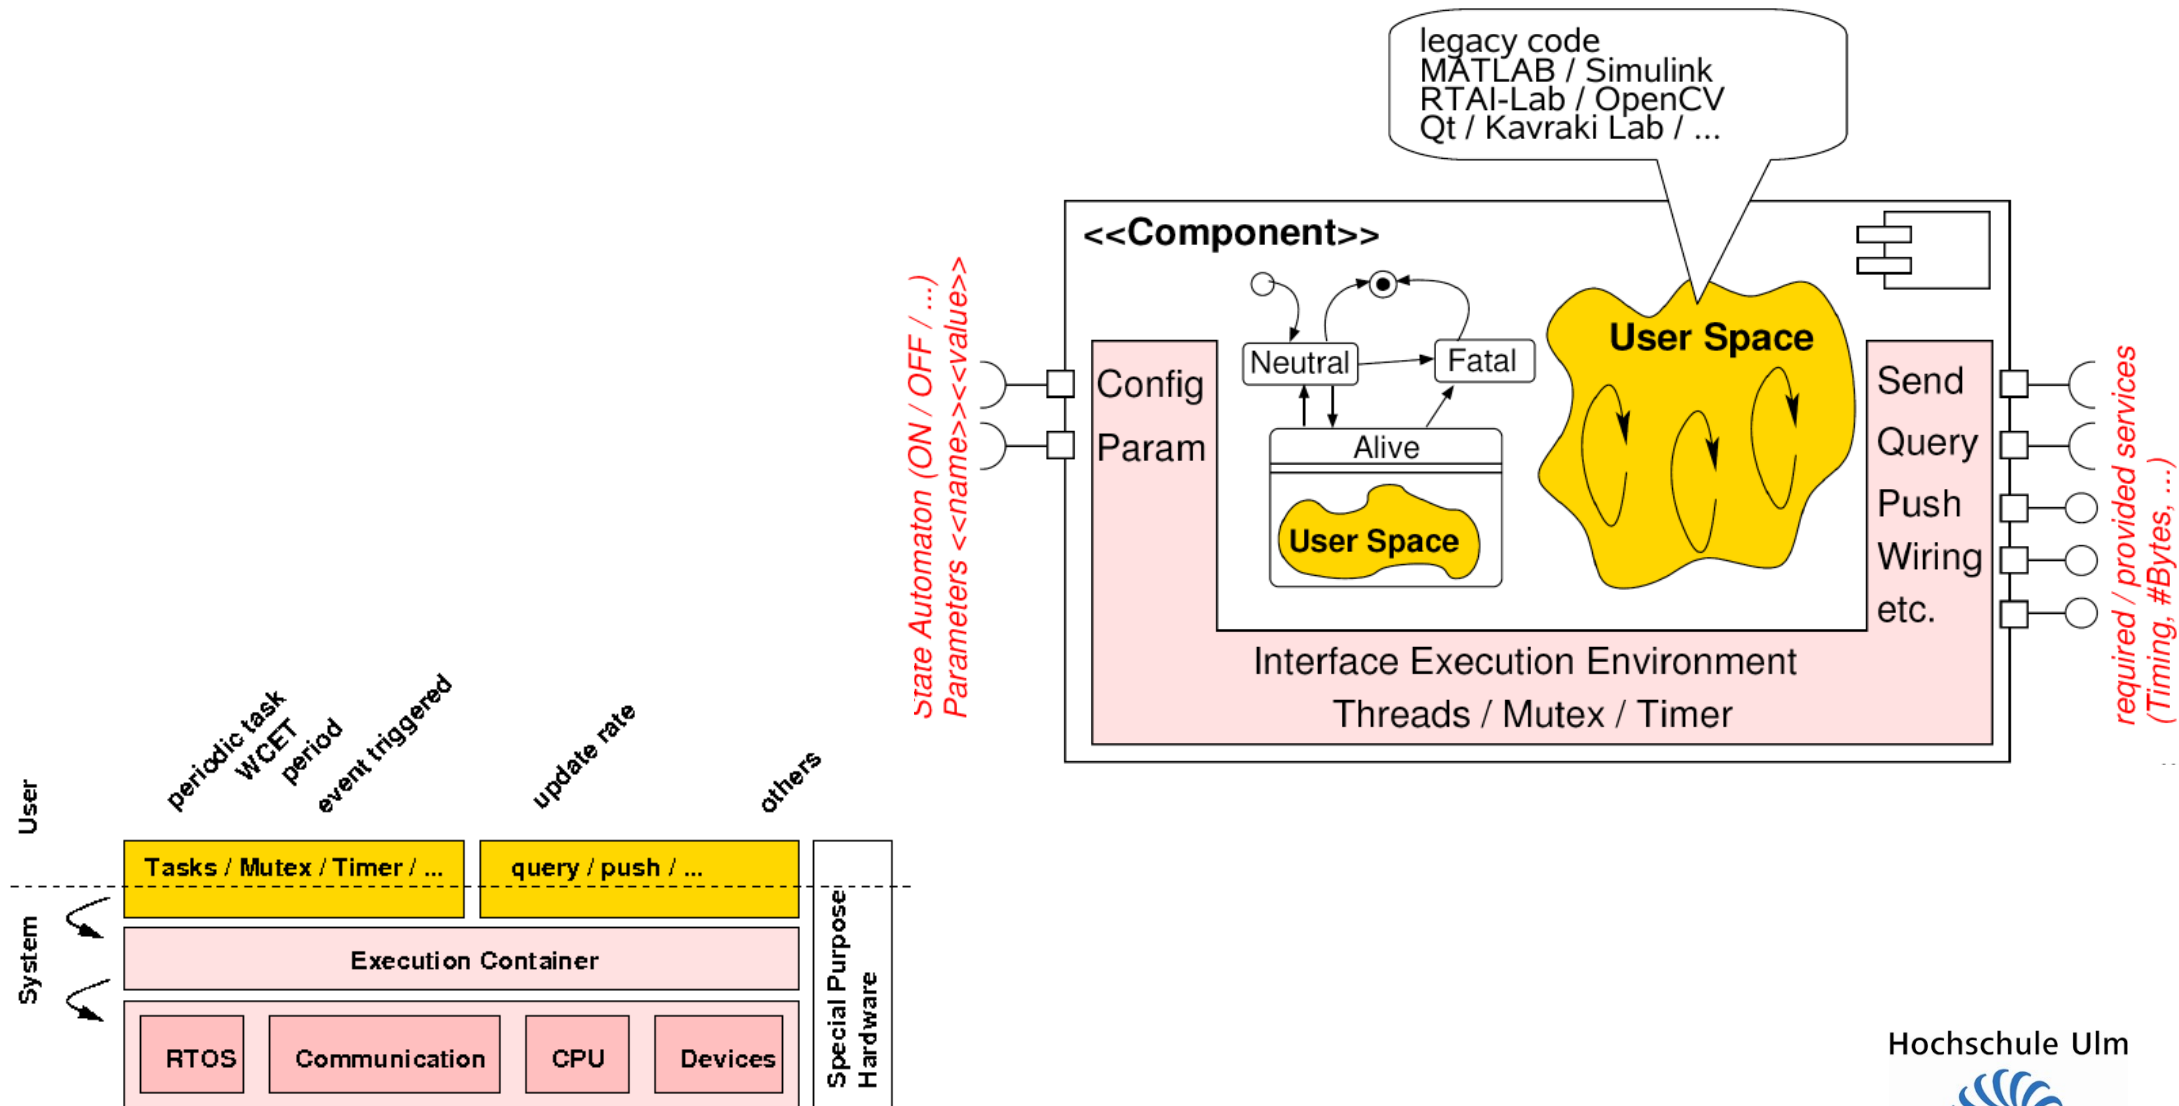 legacy code
MATLAB / Simulink
RTAI-Lab / OpenCV
Qt / Kavraki Lab / ...
<<Component>>
State Automaton (ON / OFF / ...)
Parameters <<name>><<value>>
Config
Param
Neutral
Fatal
Alive
User Space
User Space
Send
Query
Push
Wiring
etc.
required / provided services
(Timing, #Bytes, ...)
Interface Execution Environment
Threads / Mutex / Timer
periodic task
WCET
period
event triggered
update rate
others
User
System
Tasks / Mutex / Timer / ...
query / push / ...
Execution Container
RTOS
Communication
CPU
Devices
Special Purpose
Hardware
Hochschule Ulm